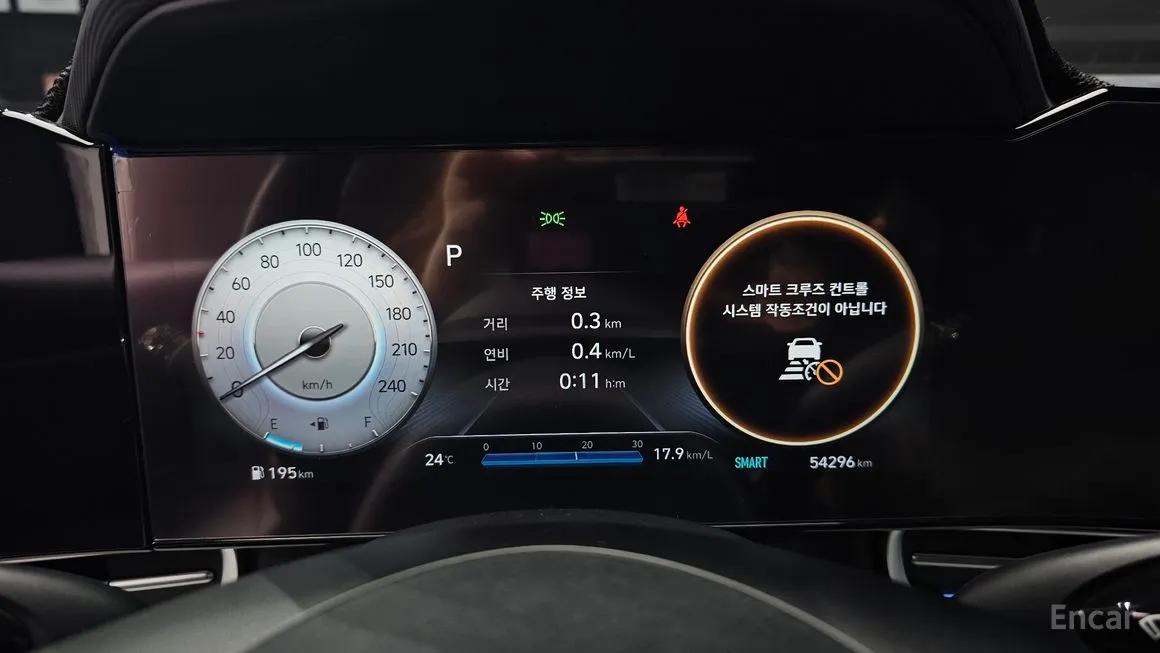 P
주행 정보
거리 0.3 km
연비 0.4 km/L
시간 0:11 h:m
0 20 40 60 80 100 120 150 180 210 240
km/h
E F
195 km
24℃
0 10 20 30
17.9 km/L
스마트 크루즈 컨트롤
시스템 작동조건이 아닙니다
SMART
54296 km
Encar